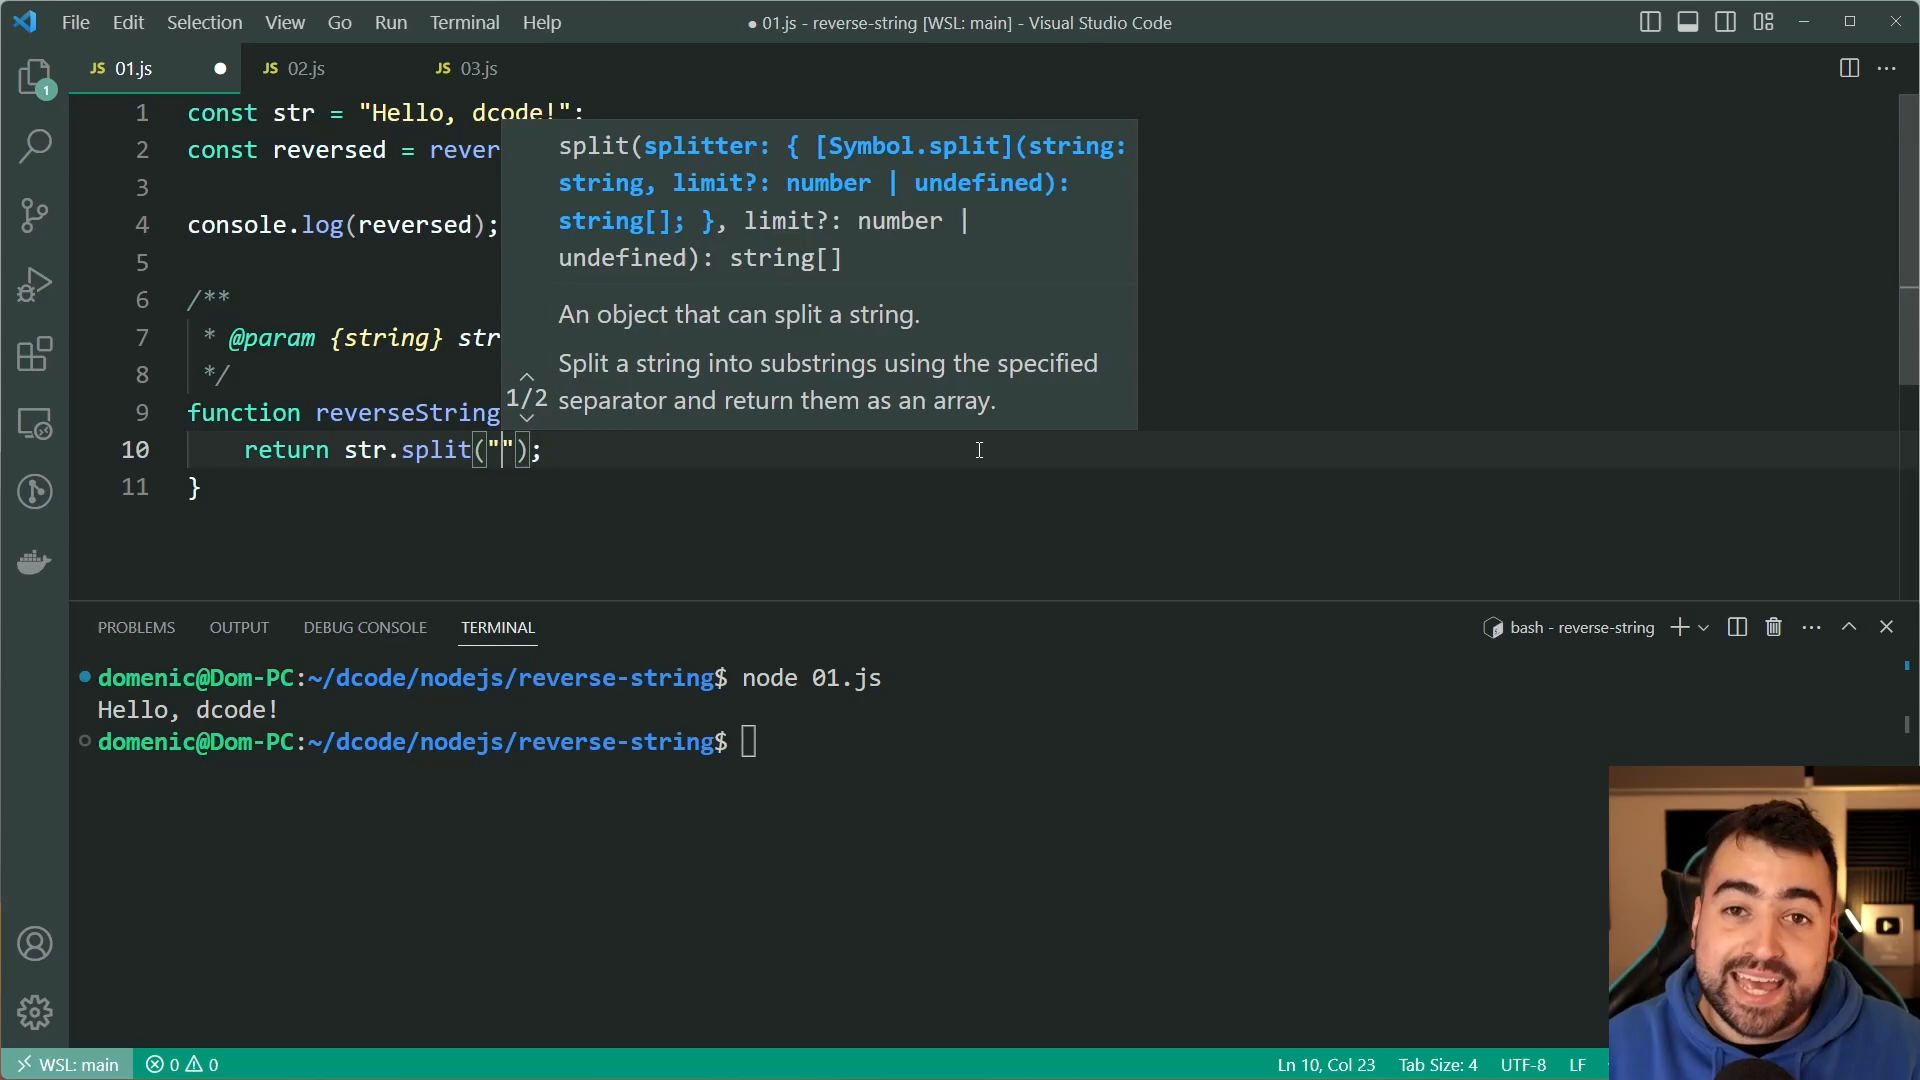 File Edit Selection View Go Run Terminal Help
● 01.js - reverse-string [WSL: main] - Visual Studio Code
1
JS 01.js ●
JS 02.js
JS 03.js
1 const str = "Hello, dcode!";
2 const reversed = rever
3
4 console.log(reversed);
5
6 /**
7 * @param {string} str
8 */
9 function reverseString
10 return str.split("");
11 }
split(splitter: { [Symbol.split](string:
string, limit?: number | undefined):
string[]; }, limit?: number |
undefined): string[]
An object that can split a string.
Split a string into substrings using the specified
1/2 separator and return them as an array.
PROBLEMS OUTPUT DEBUG CONSOLE TERMINAL
bash - reverse-string
domenic@Dom-PC:~/dcode/nodejs/reverse-string$ node 01.js
Hello, dcode!
domenic@Dom-PC:~/dcode/nodejs/reverse-string$
WSL: main 0 0
Ln 10, Col 23 Tab Size: 4 UTF-8 LF